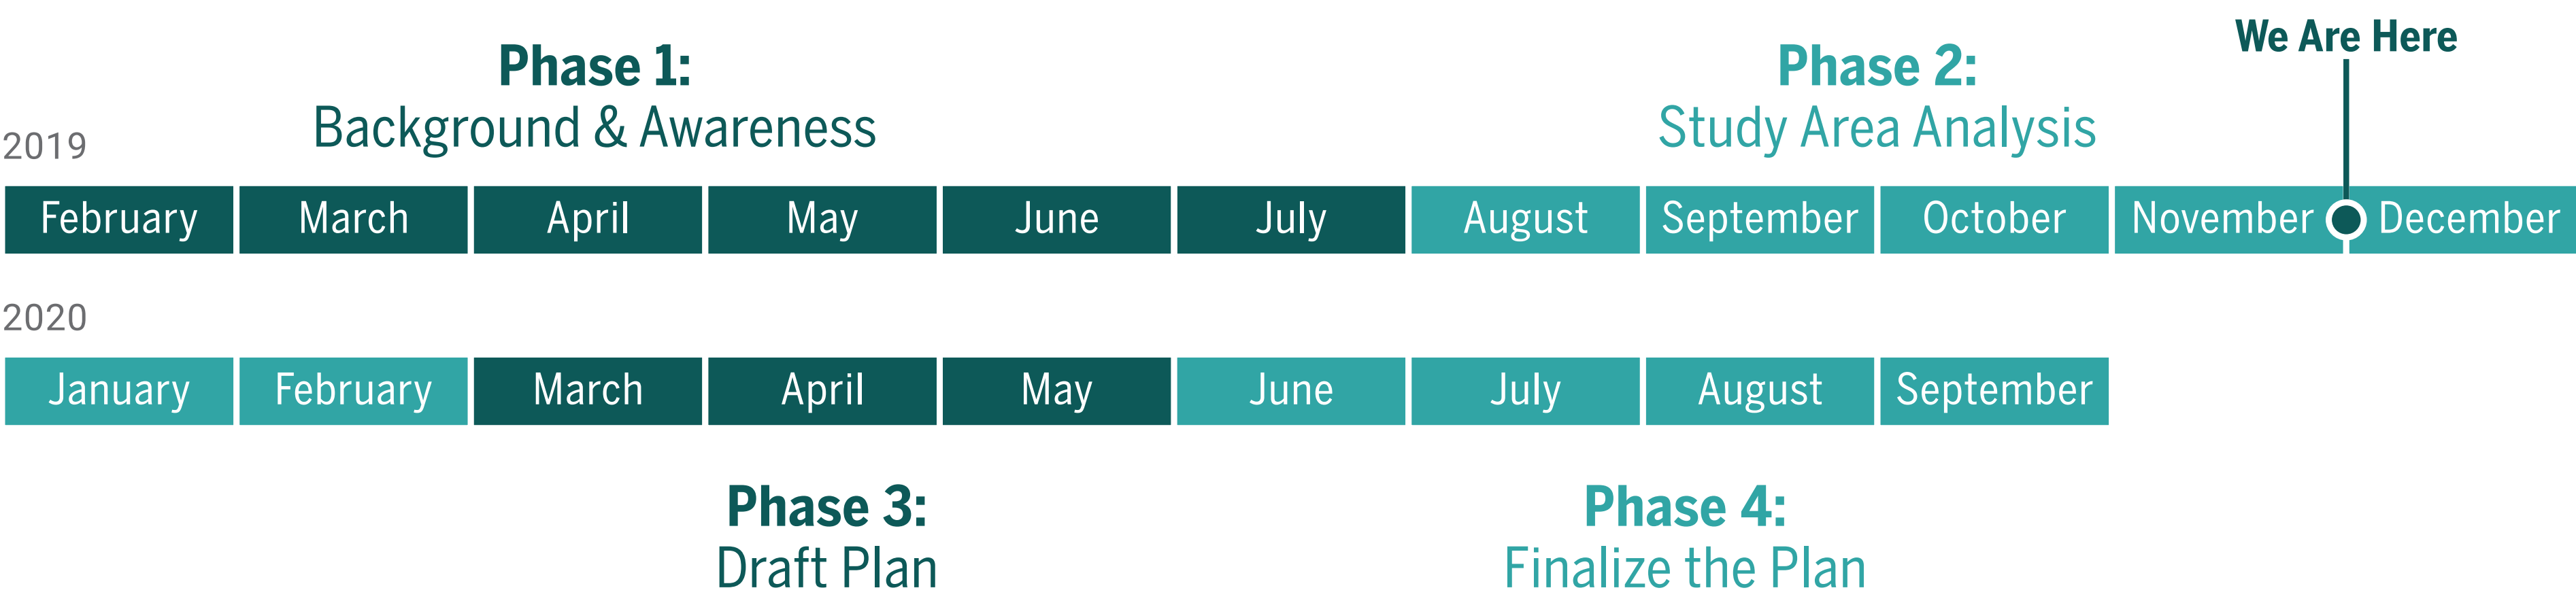 We Are Here
Phase 1:
Background & Awareness
Phase 2:
Study Area Analysis
2019
February March April May June July August September October November December
2020
January February March April May June July August September
Phase 3:
Draft Plan
Phase 4:
Finalize the Plan